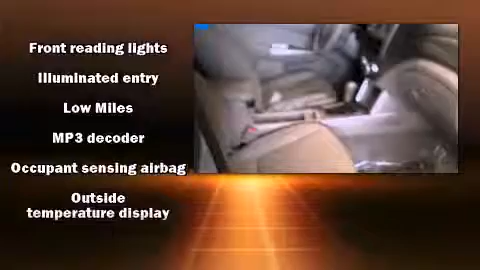 Front reading lights
Illuminated entry
Low Miles
MP3 decoder
Occupant sensing airbag
Outside
temperature display